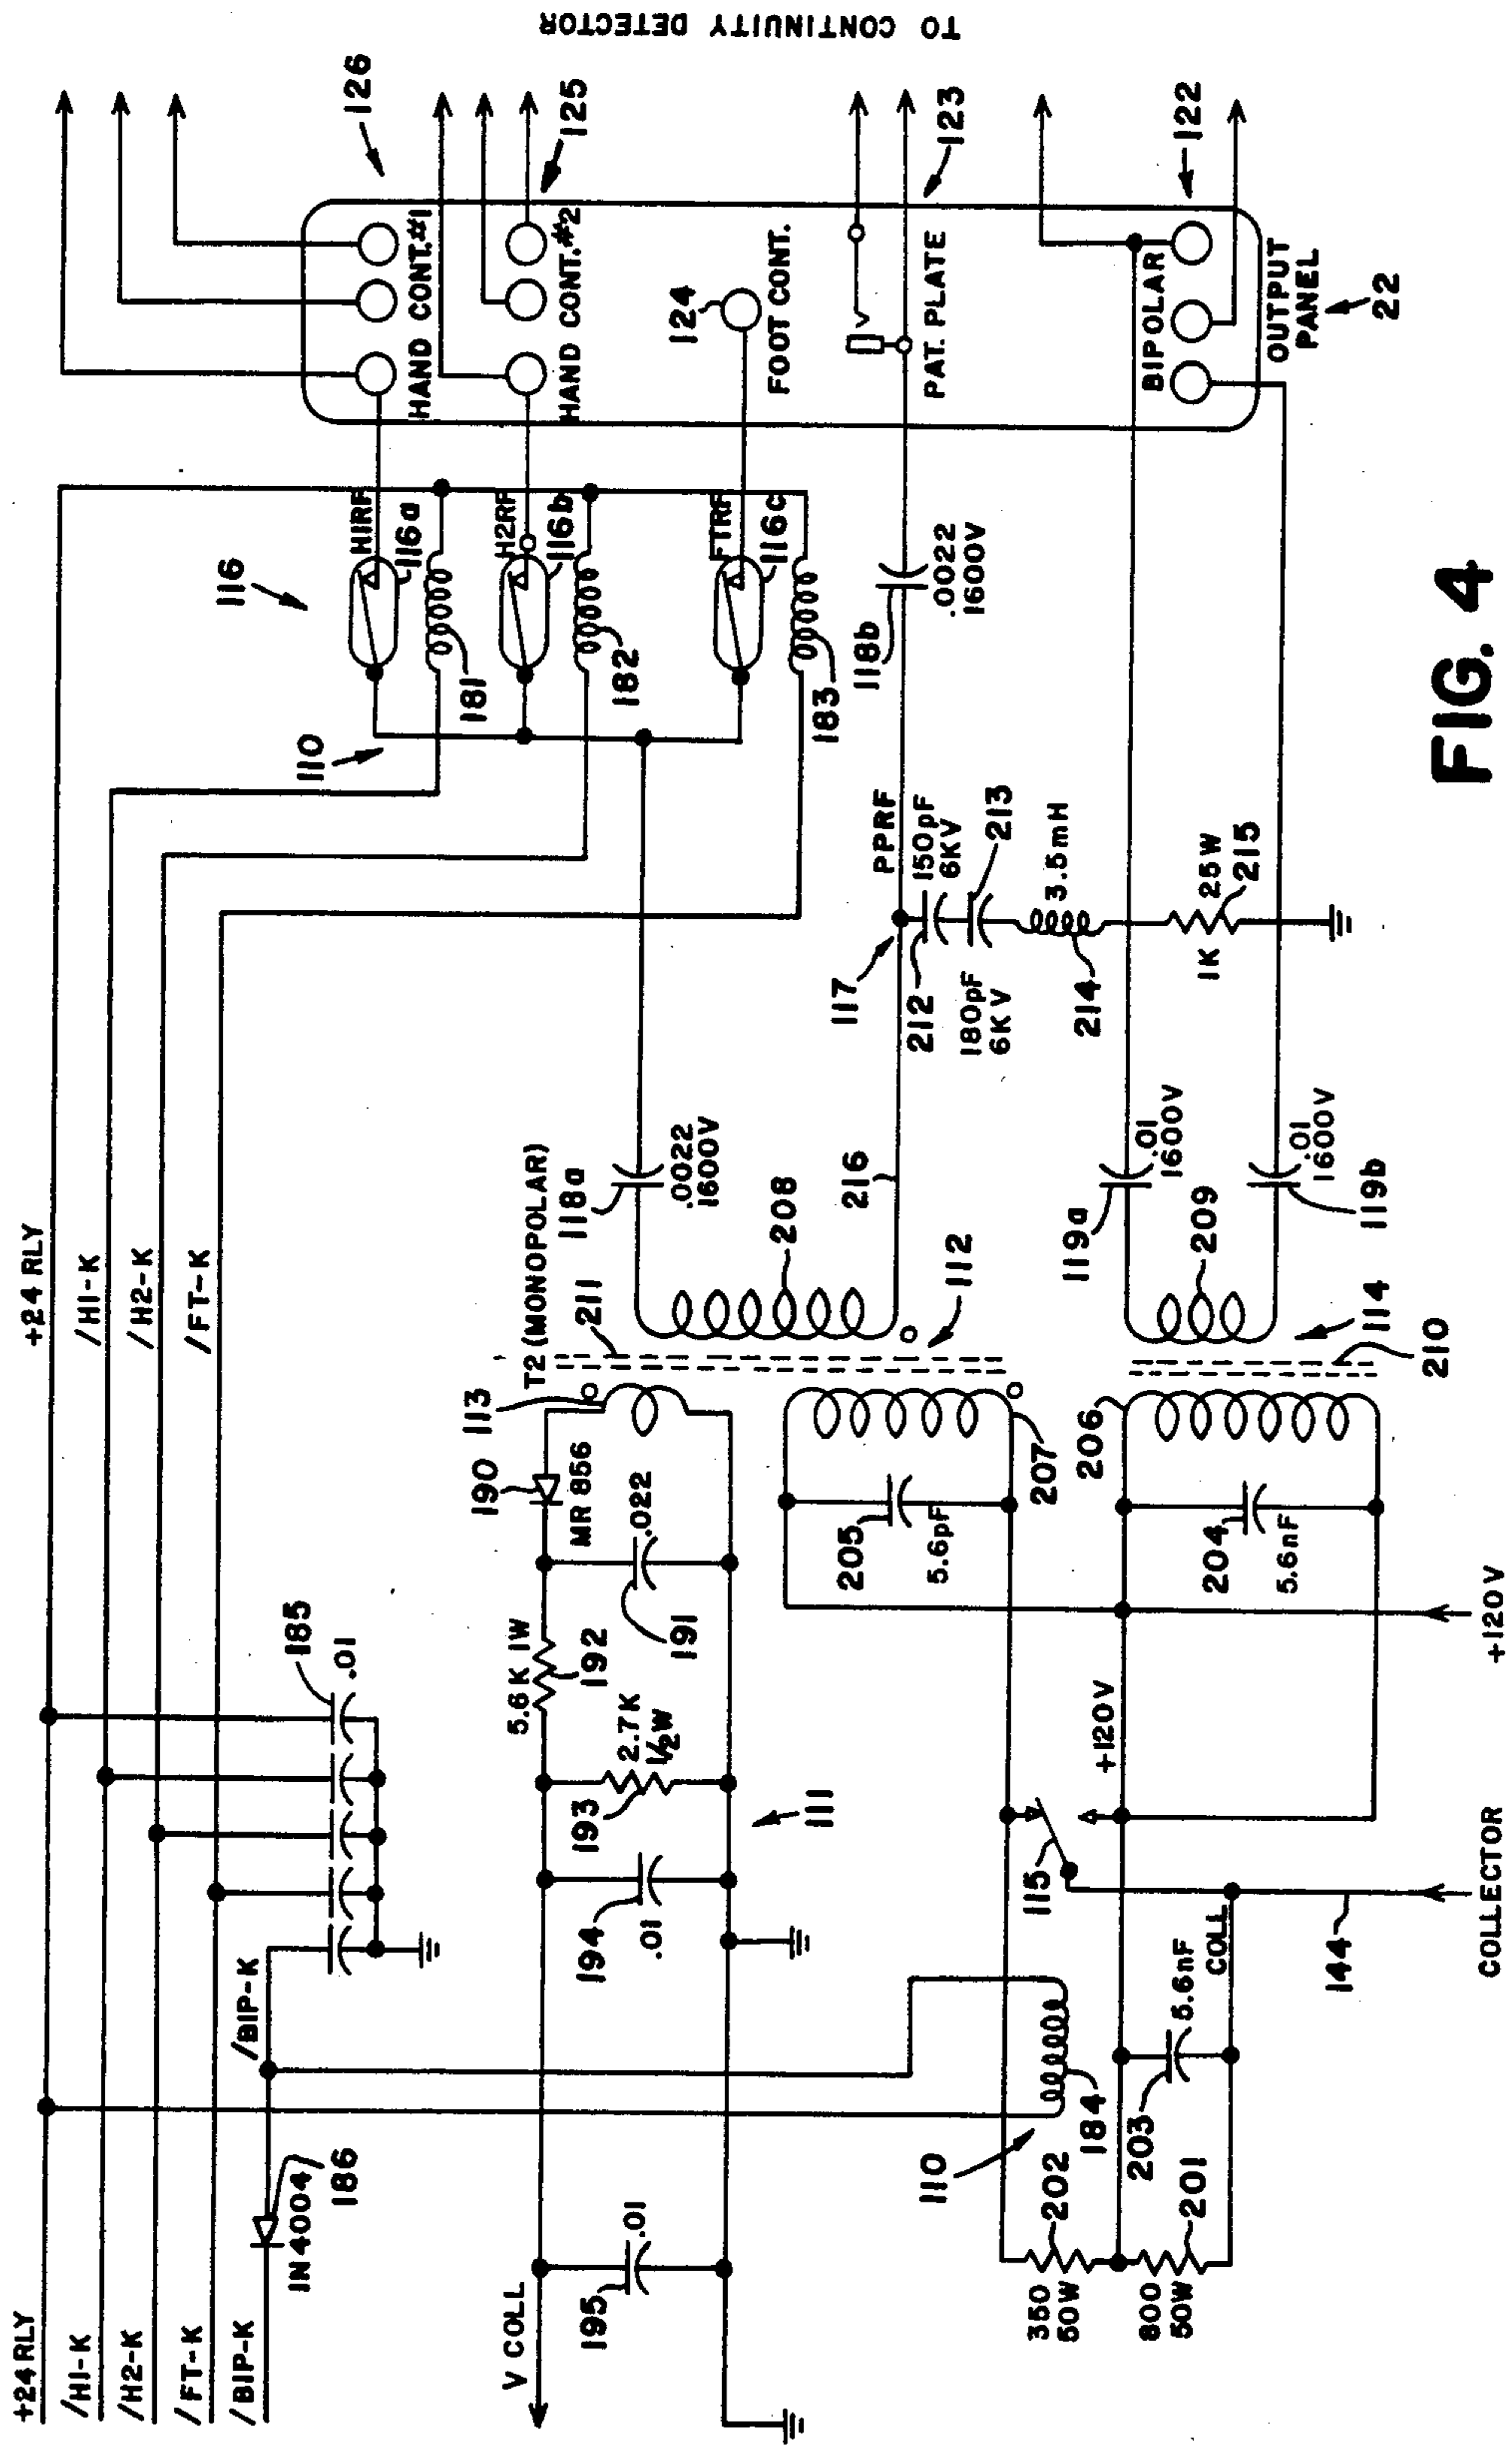 +24RLY
/H1-K
/H2-K
/FT-K
/BIP-K
1N4004
186
/BIP-K
185
.01
+24 RLY
/H1-K
/H2-K
/FT-K
V COLL
195
.01
194
.01
193
2.7K
1/2W
111
5.6K 1W
192
191
.022
190
MR 856
113
T2 (MONOPOLAR)
211
118a
.0022
1600V
208
216
112
110
116
H1RF
116a
181
H2RF
116b
182
FTRF
116c
183
126
HAND CONT.#1
125
HAND CONT.#2
124
FOOT CONT.
123
PAT. PLATE
122
BIPOLAR
OUTPUT
PANEL
22
TO CONTINUITY DETECTOR
118b
.0022
1600V
PPRF
117
150pF
6KV
212
213
180pF
6KV
214
3.5mH
1K
25W
215
119a
.01
1600V
209
119b
.01
1600V
114
210
205
5.6pF
207
206
204
5.6nF
+120V
+120V
115
COLL
144
COLLECTOR
110
184
350
50W
202
203
5.6nF
800
50W
201
FIG. 4